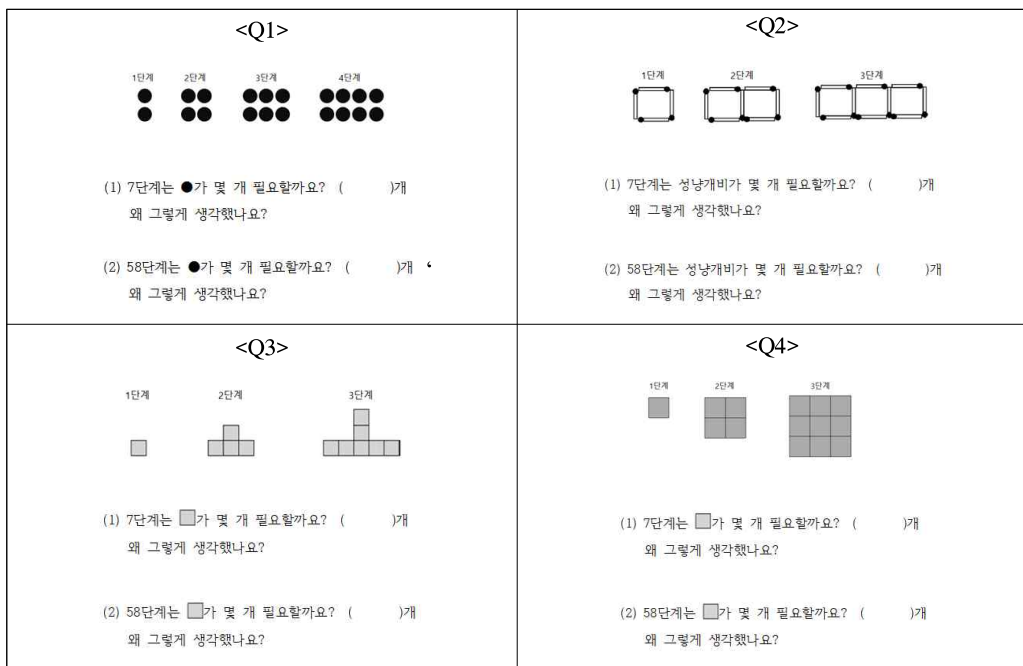 <Q1>
1단계 2단계 3단계 4단계
(1) 7단계는 ●가 몇 개 필요할까요? ( )개
왜 그렇게 생각했나요?
(2) 58단계는 ●가 몇 개 필요할까요? ( )개
왜 그렇게 생각했나요?
<Q2>
1단계 2단계 3단계
(1) 7단계는 성냥개비가 몇 개 필요할까요? ( )개
왜 그렇게 생각했나요?
(2) 58단계는 성냥개비가 몇 개 필요할까요? ( )개
왜 그렇게 생각했나요?
<Q3>
1단계 2단계 3단계
(1) 7단계는 □가 몇 개 필요할까요? ( )개
왜 그렇게 생각했나요?
(2) 58단계는 □가 몇 개 필요할까요? ( )개
왜 그렇게 생각했나요?
<Q4>
1단계 2단계 3단계
(1) 7단계는 □가 몇 개 필요할까요? ( )개
왜 그렇게 생각했나요?
(2) 58단계는 □가 몇 개 필요할까요? ( )개
왜 그렇게 생각했나요?